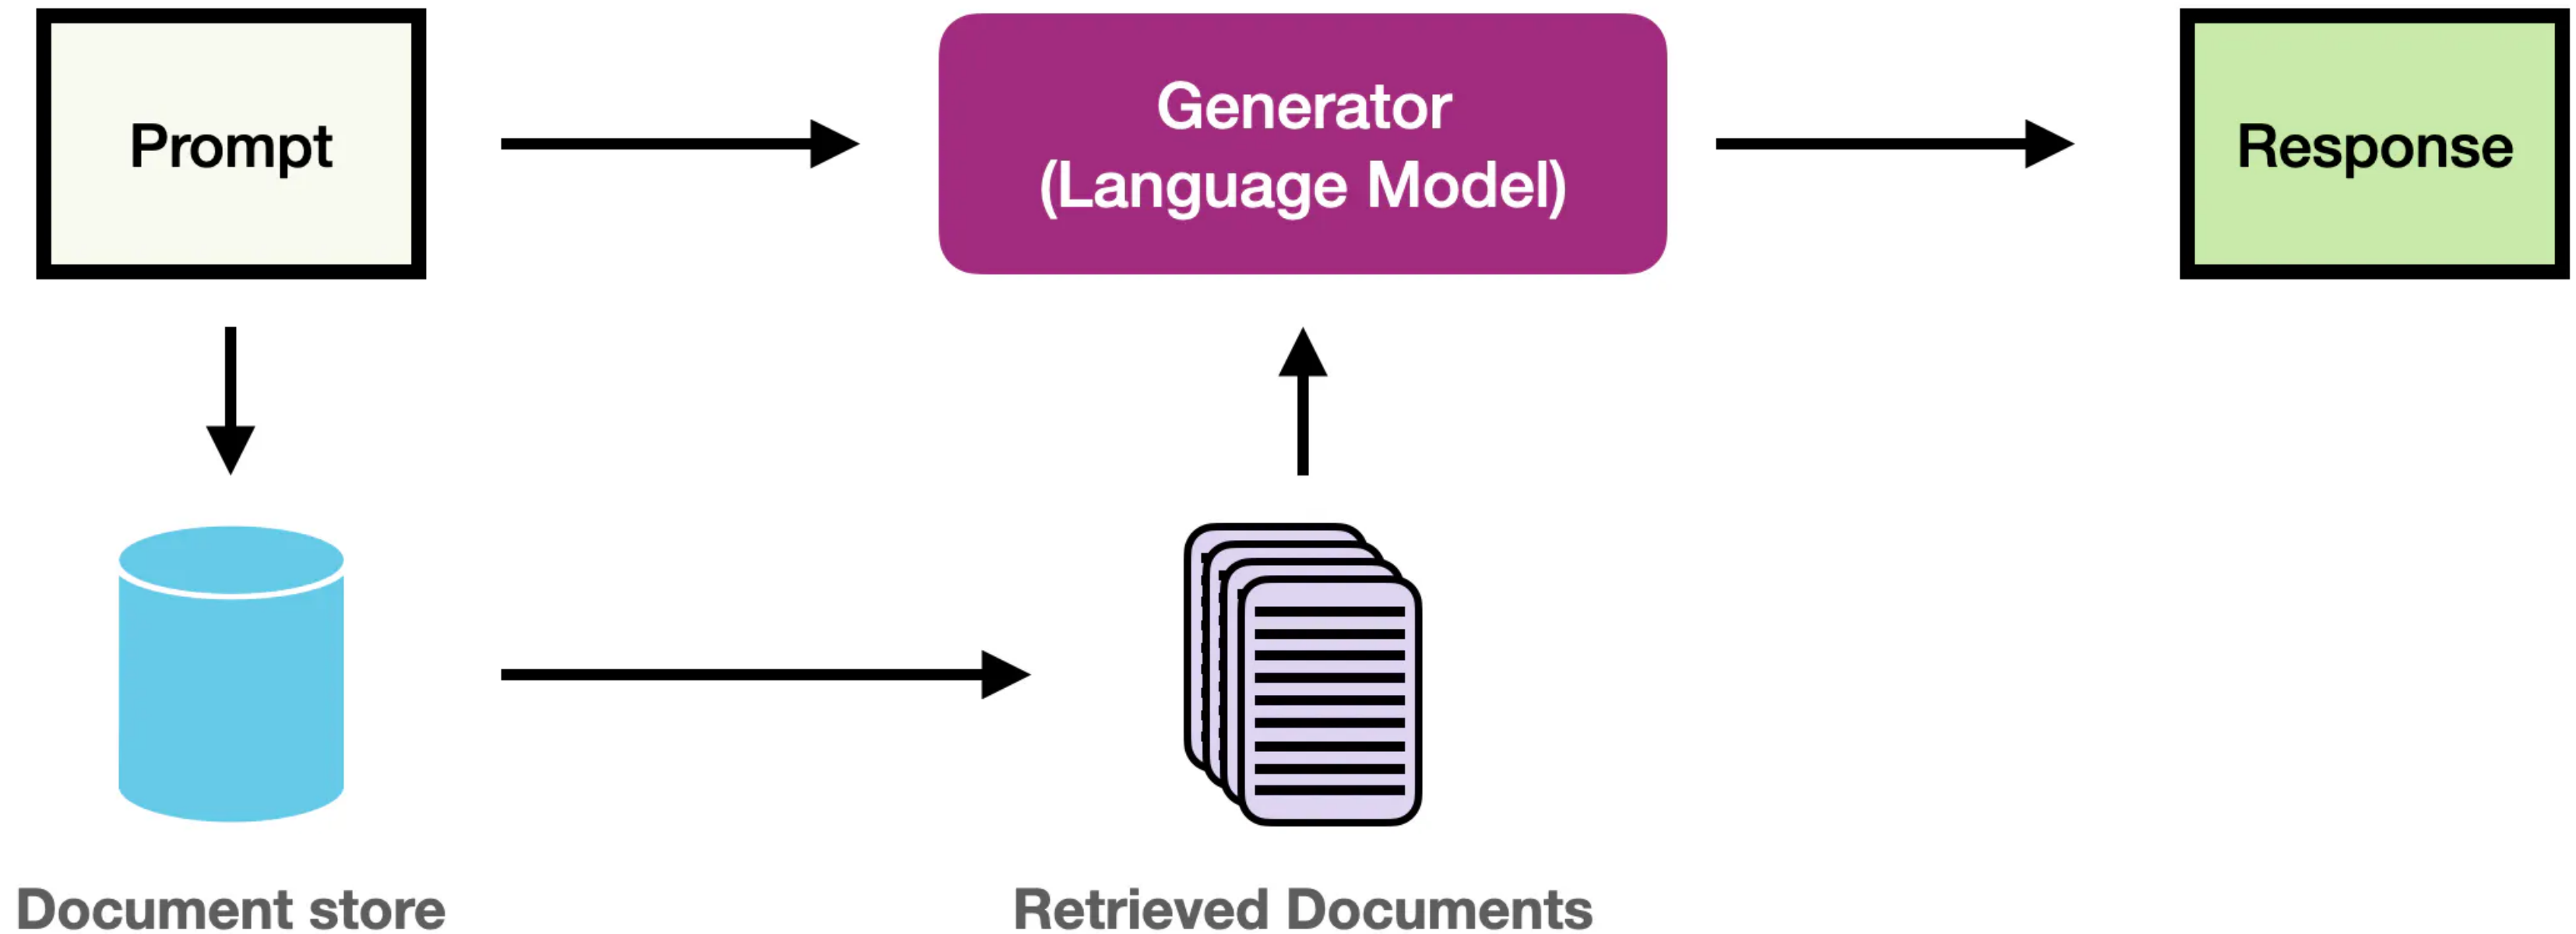 Prompt
Generator
(Language Model)
Response
Document store
Retrieved Documents